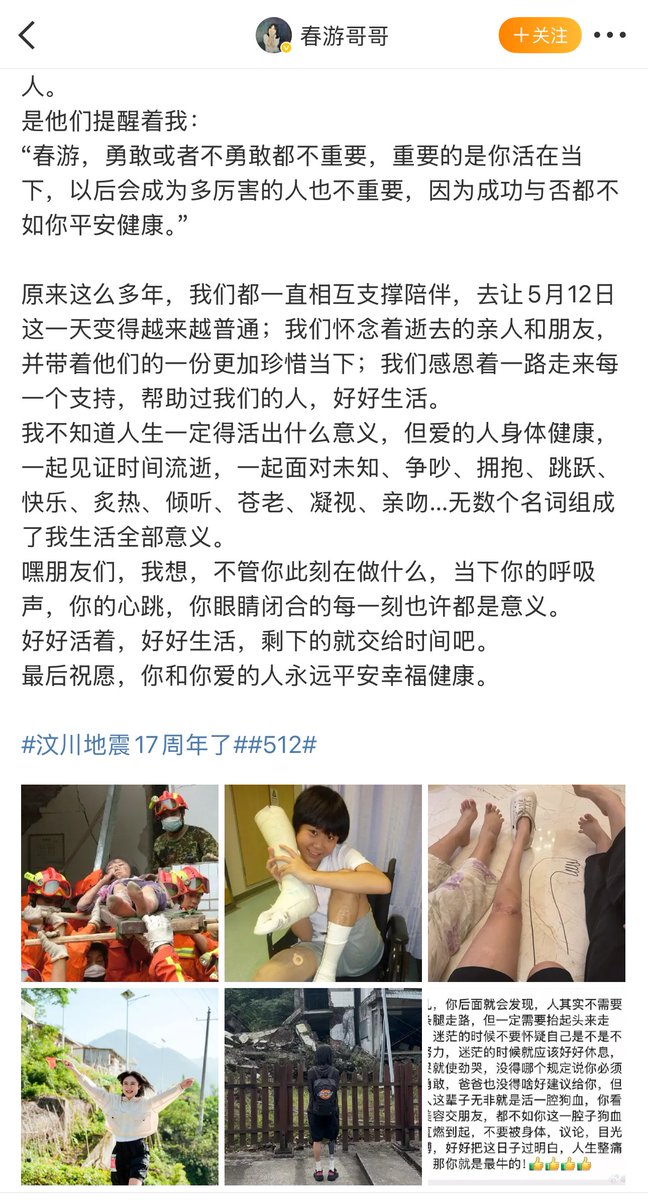 春游哥哥
＋关注
人。
是他们提醒着我：
“春游，勇敢或者不勇敢都不重要，重要的是你活在当
下，以后会成为多厉害的人也不重要，因为成功与否都不
如你平安健康。”
原来这么多年，我们都一直相互支撑陪伴，去让5月12日
这一天变得越来越普通；我们怀念着逝去的亲人和朋友，
并带着他们的一份更加珍惜当下；我们感恩着一路走来每
一个支持，帮助过我们的人，好好生活。
我不知道人生一定得活出什么意义，但爱的人身体健康，
一起见证时间流逝，一起面对未知、争吵、拥抱、跳跃、
快乐、炙热、倾听、苍老、凝视、亲吻...无数个名词组成
了我生活全部意义。
嘿朋友们，我想，不管你此刻在做什么，当下你的呼吸
声，你的心跳，你眼睛闭合的每一刻也许都是意义。
好好活着，好好生活，剩下的就交给时间吧。
最后祝愿，你和你爱的人永远平安幸福健康。
#汶川地震17周年了##512#
，你后面就会发现，人其实不需要
腿走路，但一定需要抬起头来走
迷茫的时候不要怀疑自己是不是不
努力，迷茫的时候就应该好好休息，
就使劲哭，没得哪个规定说你必须
勇敢，爸爸也没得啥好建议给你，但
这辈子无非就是活一腔狗血，你看
容交朋友，都不如你这一腔子狗血
燃到起，不要被身体，议论，目光
，好好把这日子过明白，人生整痛
那你就是最牛的！👍👍👍👍